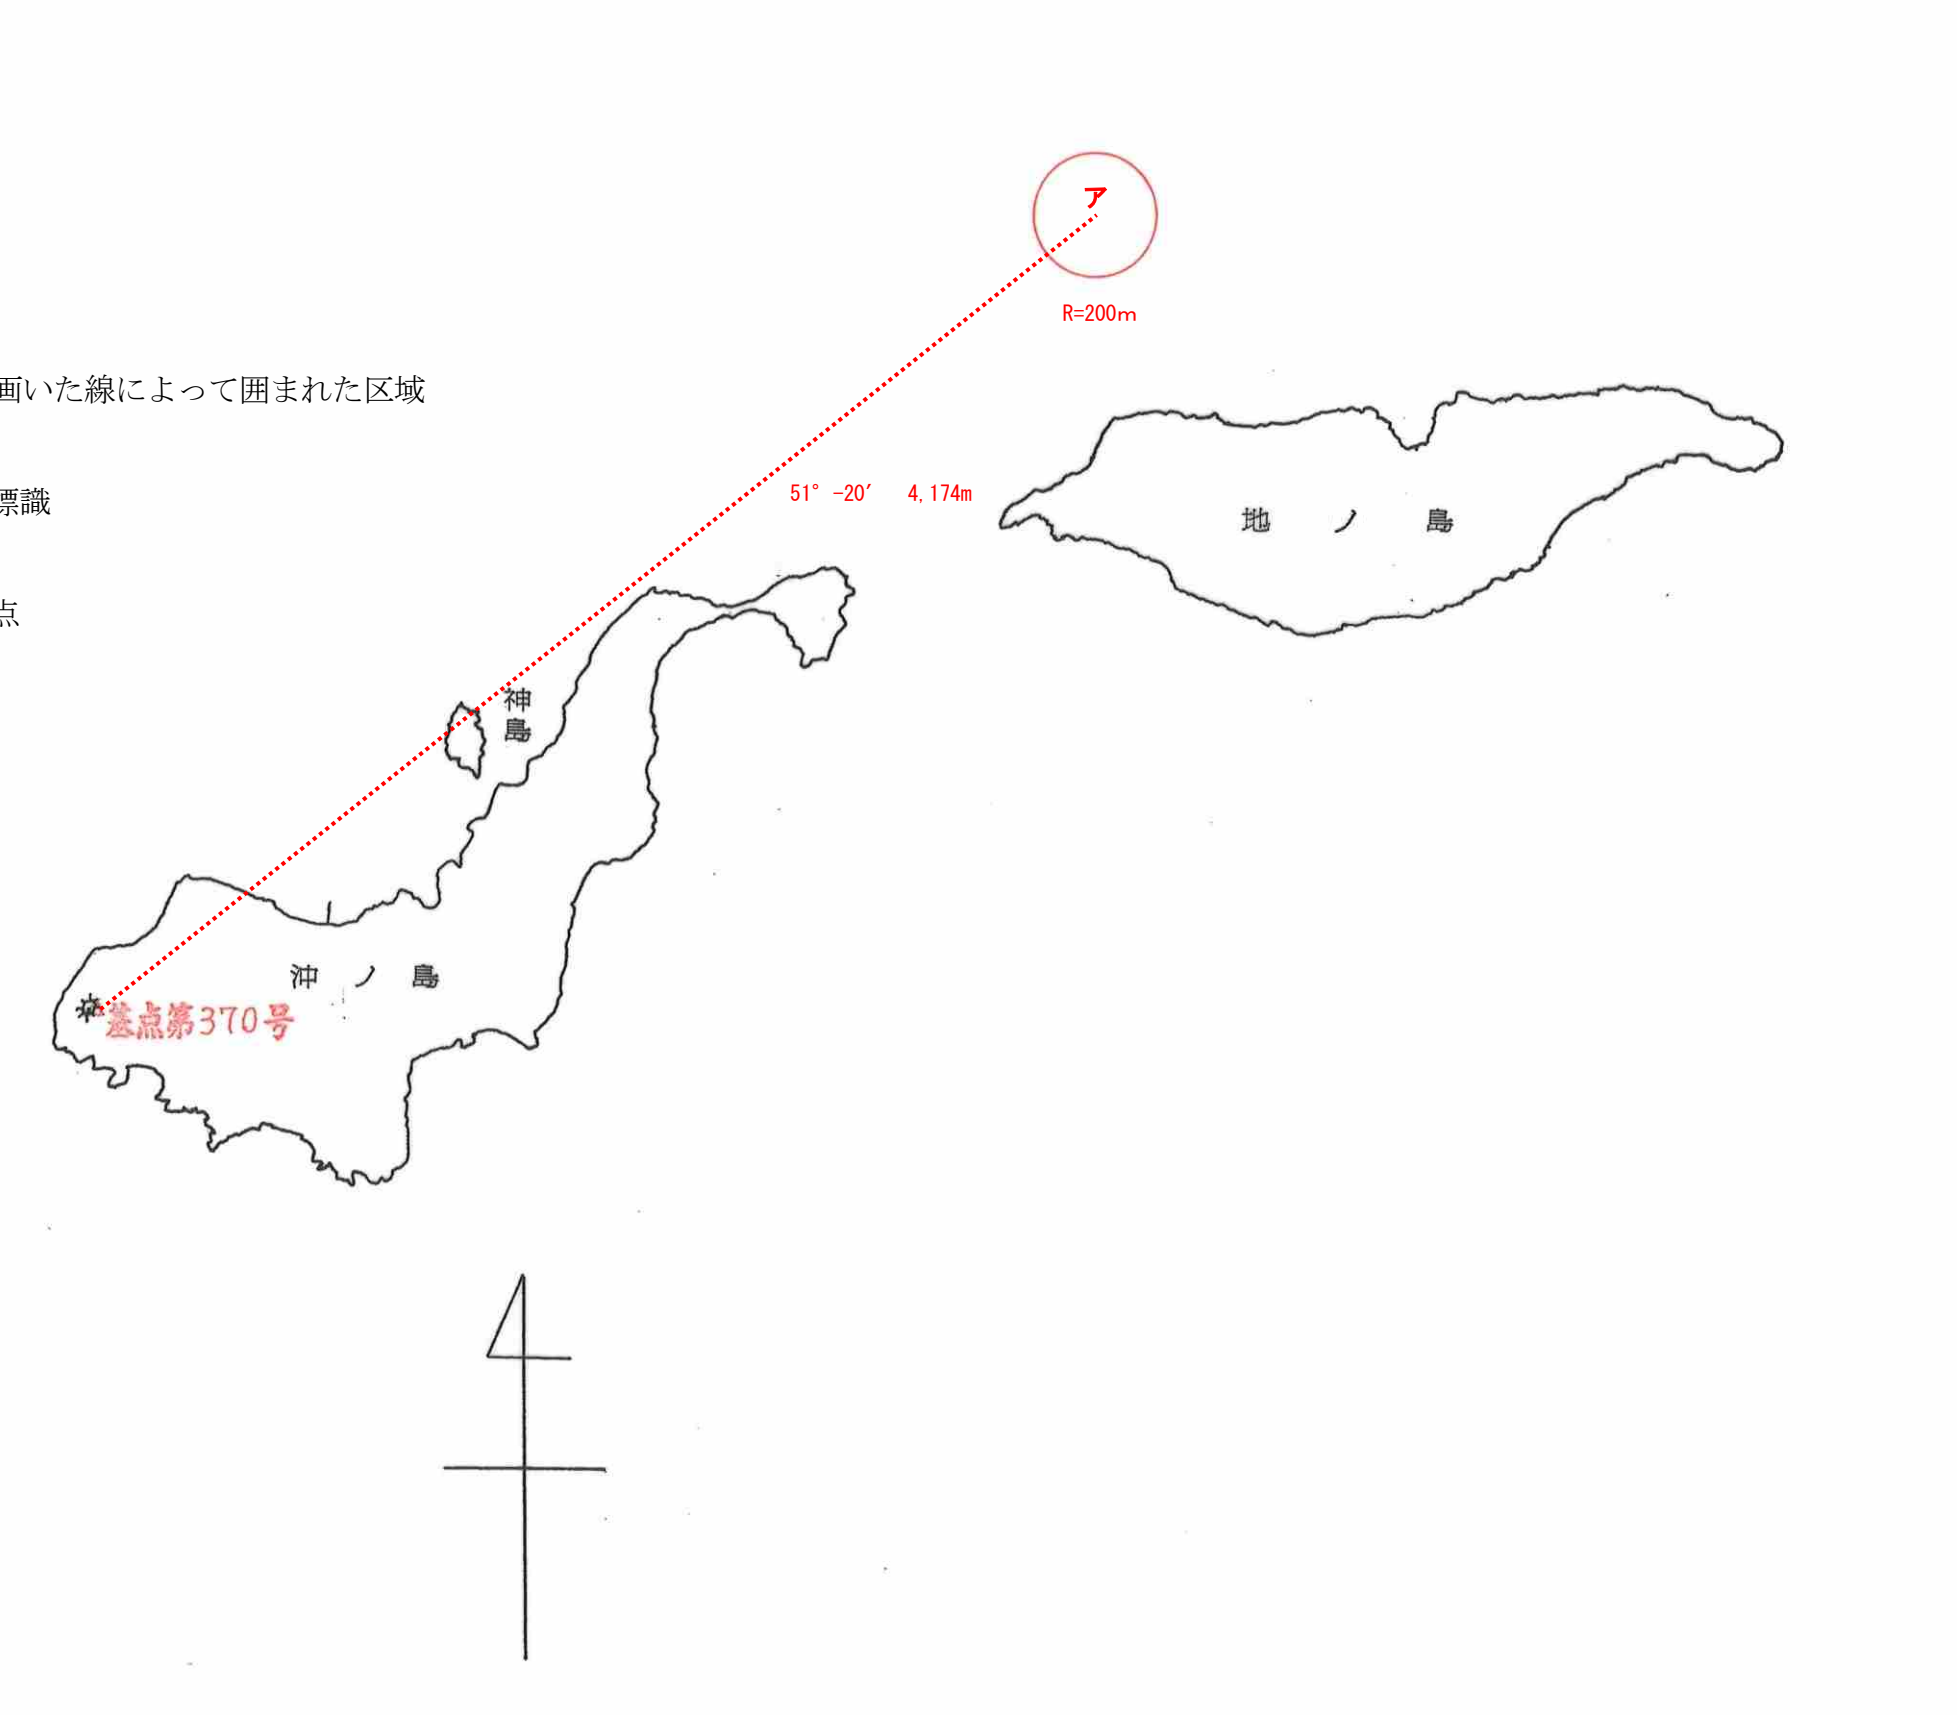 ア
R=200m
画いた線によって囲まれた区域
51°-20′ 4,174m
標識
地ノ島
点
神島
沖ノ島
基点第370号